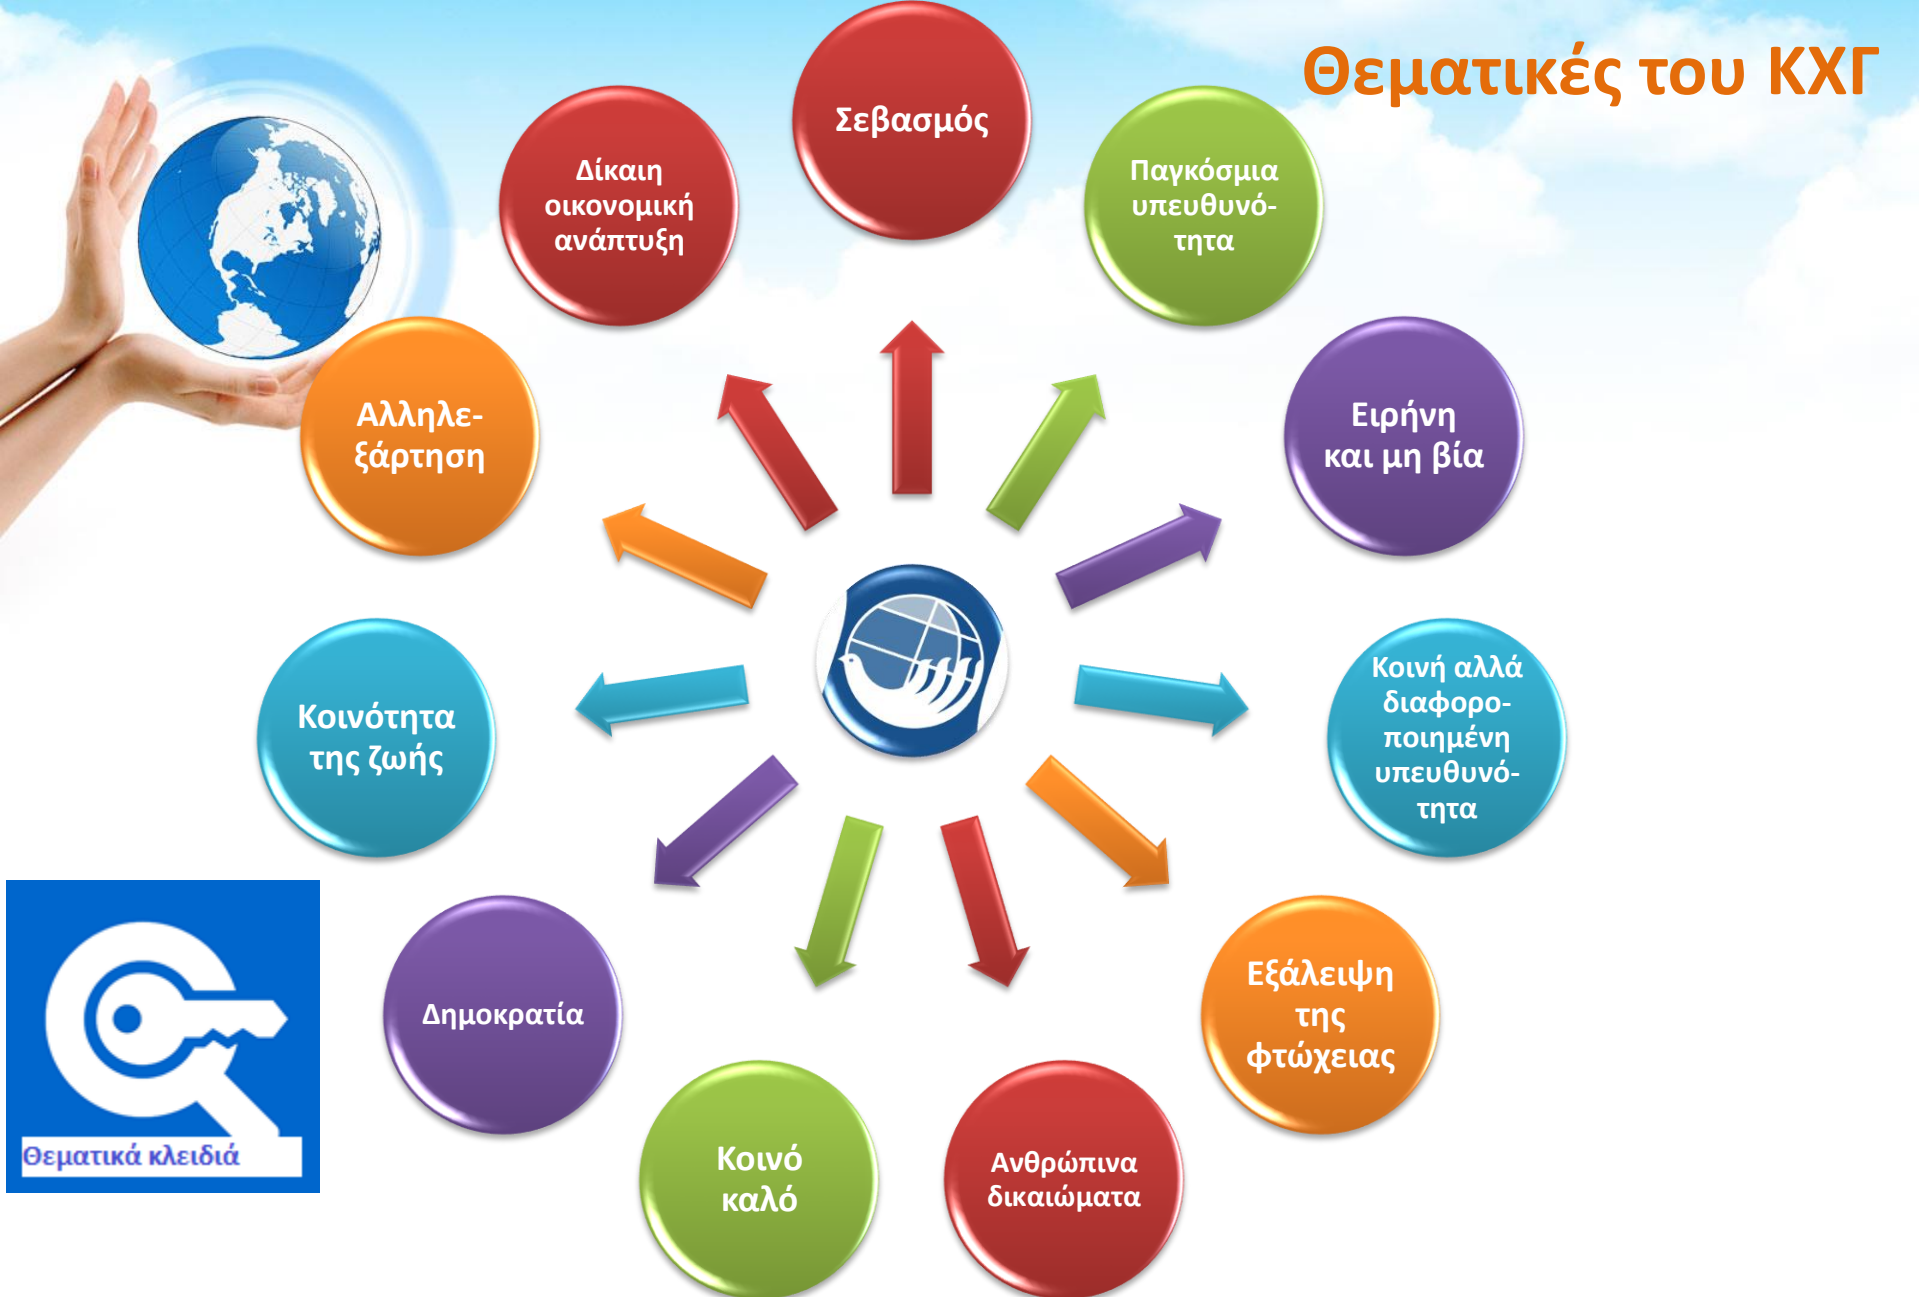 Θεματικές του ΚΧΓ
Σεβασμός
Παγκόσμια
υπευθυνό-
τητα
Ειρήνη
και μη βία
Κοινή αλλά
διαφορο-
ποιημένη
υπευθυνό-
τητα
Εξάλειψη
της
φτώχειας
Ανθρώπινα
δικαιώματα
Κοινό
καλό
Δημοκρατία
Κοινότητα
της ζωής
Αλληλε-
ξάρτηση
Δίκαιη
οικονομική
ανάπτυξη
Θεματικά κλειδιά